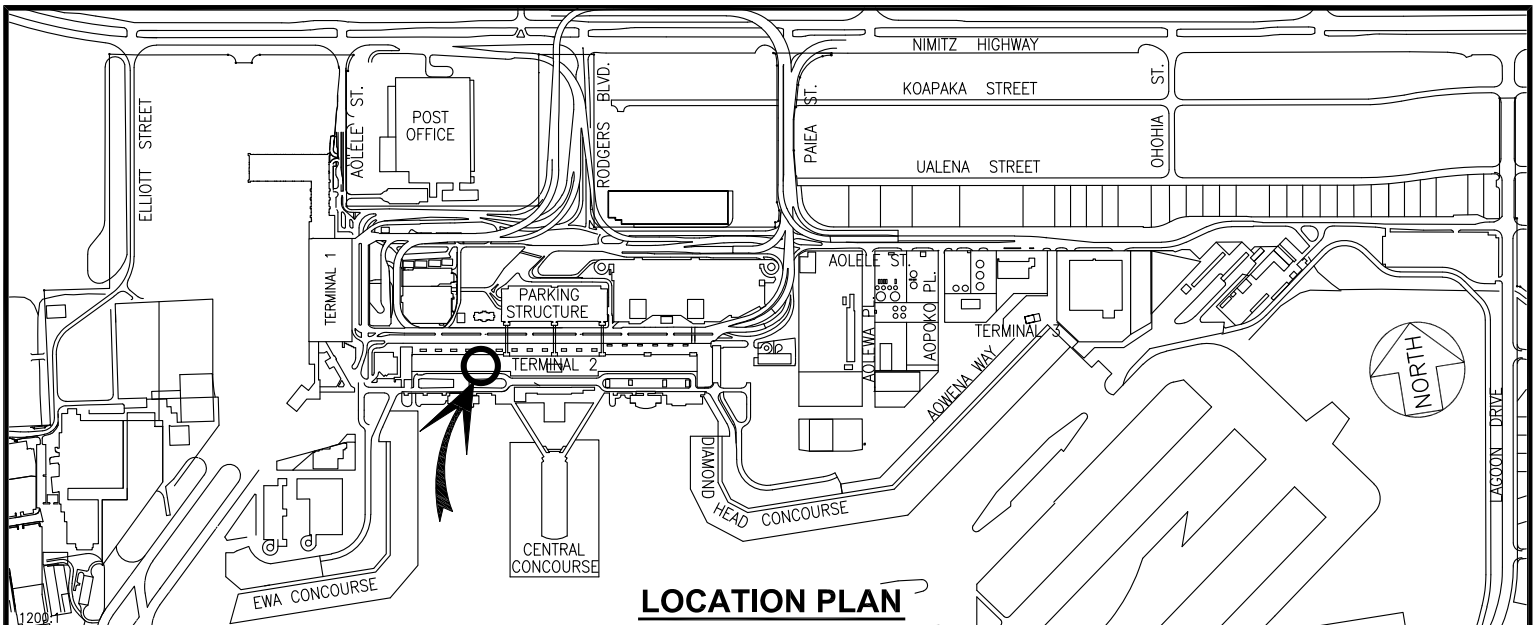 NIMITZ HIGHWAY
KOAPAKA STREET
UALENA STREET
ELLIOTT STREET
AOLELE ST.
POST
OFFICE
RODGERS BLVD.
PAIEA ST.
OHOHIA ST.
TERMINAL 1
PARKING
STRUCTURE
AOLELE ST.
AOLEWA PL.
AOPOKO PL.
TERMINAL 3
TERMINAL 2
AOWENA WAY
NORTH
LAGOON DRIVE
DIAMOND
HEAD CONCOURSE
CENTRAL
CONCOURSE
EWA CONCOURSE
LOCATION PLAN
1200:1